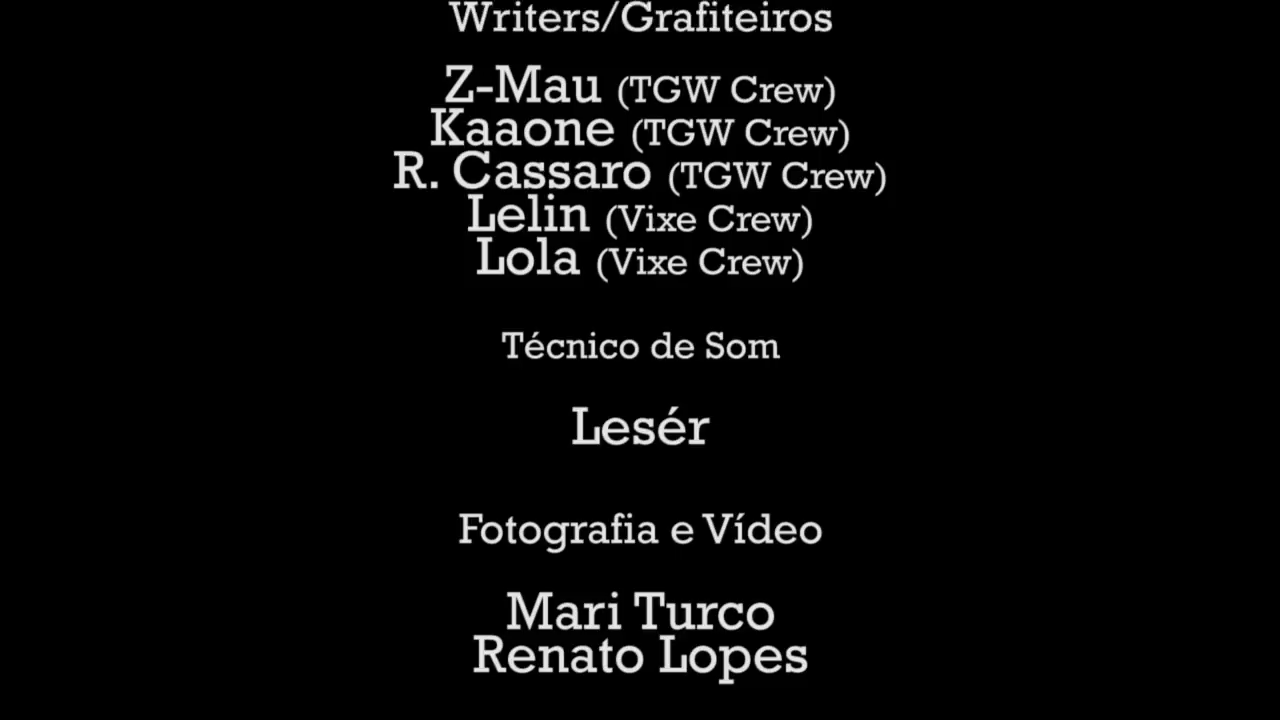 Writers/Grafiteiros
Z-Mau (TGW Crew)
Kaaone (TGW Crew)
R. Cassaro (TGW Crew)
Lelin (Vixe Crew)
Lola (Vixe Crew)
Técnico de Som
Lesér
Fotografia e Vídeo
Mari Turco
Renato Lopes